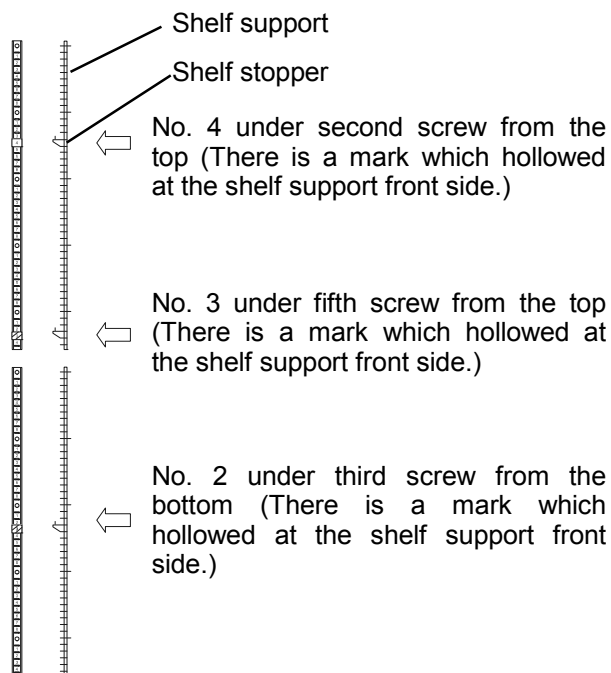 Shelf support
Shelf stopper
No. 4 under second screw from the
top (There is a mark which hollowed
at the shelf support front side.)
No. 3 under fifth screw from the top
(There is a mark which hollowed at
the shelf support front side.)
No. 2 under third screw from the
bottom (There is a mark which
hollowed at the shelf support front
side.)